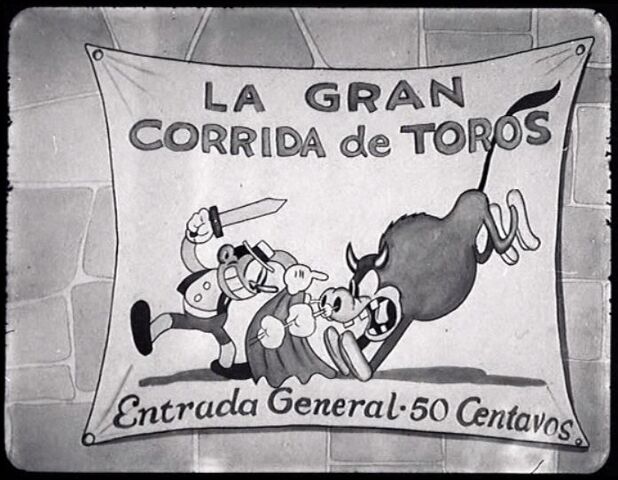 LA GRAN
CORRIDA de TOROS
Entrada General · 50 Centavos.